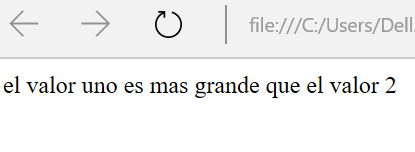 file:///C:/Users/Dell
el valor uno es mas grande que el valor 2